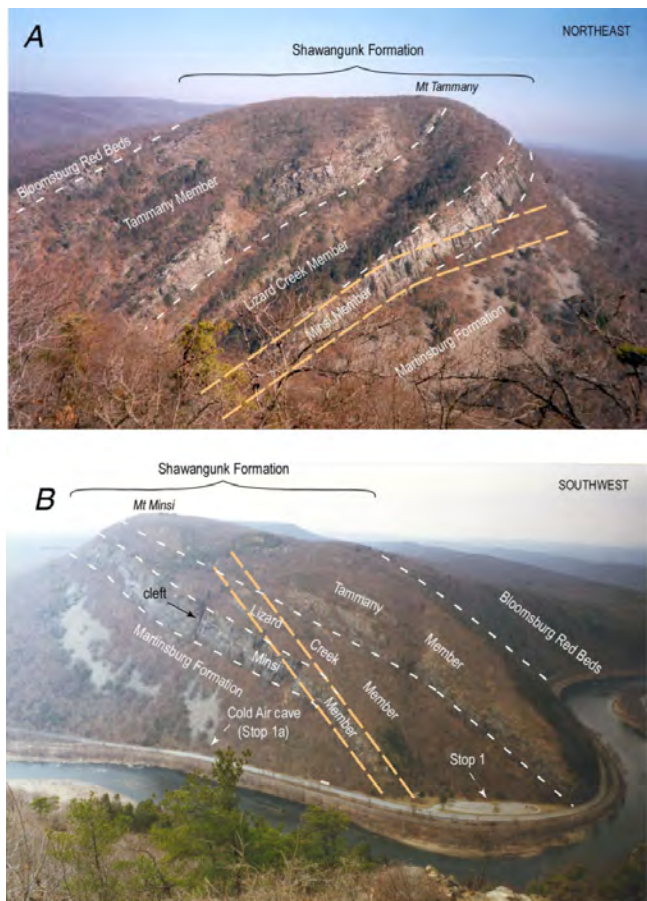 A
NORTHEAST
Shawangunk Formation
Mt Tammany
Bloomsburg Red Beds
Tammany Member
Lizard Creek Member
Minsi Member
Martinsburg Formation
B
SOUTHWEST
Shawangunk Formation
Mt Minsi
cleft
Martinsburg Formation
Minsi
Member
Lizard
Creek
Member
Tammany
Member
Bloomsburg Red Beds
Cold Air cave
(Stop 1a)
Stop 1